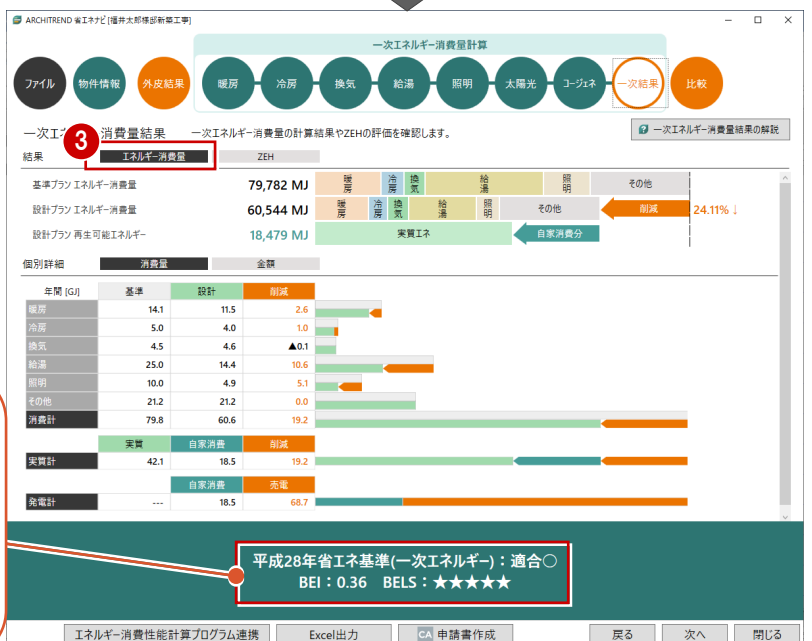 ARCHITREND 省エネナビ [福井太郎様邸新築工事]
一次エネルギー消費量計算
ファイル 物件情報 外皮結果 暖房 冷房 換気 給湯 照明 太陽光 コージェネ 一次結果 比較
消費量結果 一次エネルギー消費量の計算結果やZEHの評価を確認します。 一次エネルギー消費量結果の解説
3
結果 エネルギー消費量 ZEH
基準プラン エネルギー消費量 79,782 MJ 暖房 冷房 換気 給湯 照明 その他
設計プラン エネルギー消費量 60,544 MJ 暖房 冷房 換気 給湯 照明 その他 削減 24.11%↓
設計プラン 再生可能エネルギー 18,479 MJ 実質エネ 自家消費分
個別詳細 消費量 金額
年間 [GJ] 基準 設計 削減
暖房 14.1 11.5 2.6
冷房 5.0 4.0 1.0
換気 4.5 4.6 ▲0.1
給湯 25.0 14.4 10.6
照明 10.0 4.9 5.1
その他 21.2 21.2 0.0
消費計 79.8 60.6 19.2
実質 自家消費 削減
実質計 42.1 18.5 19.2
自家消費 売電
発電計 --- 18.5 68.7
平成28年省エネ基準(一次エネルギー)：適合○
BEI：0.36 BELS：★★★★★
エネルギー消費性能計算プログラム連携 Excel出力 CA 申請書作成 戻る 次へ 閉じる